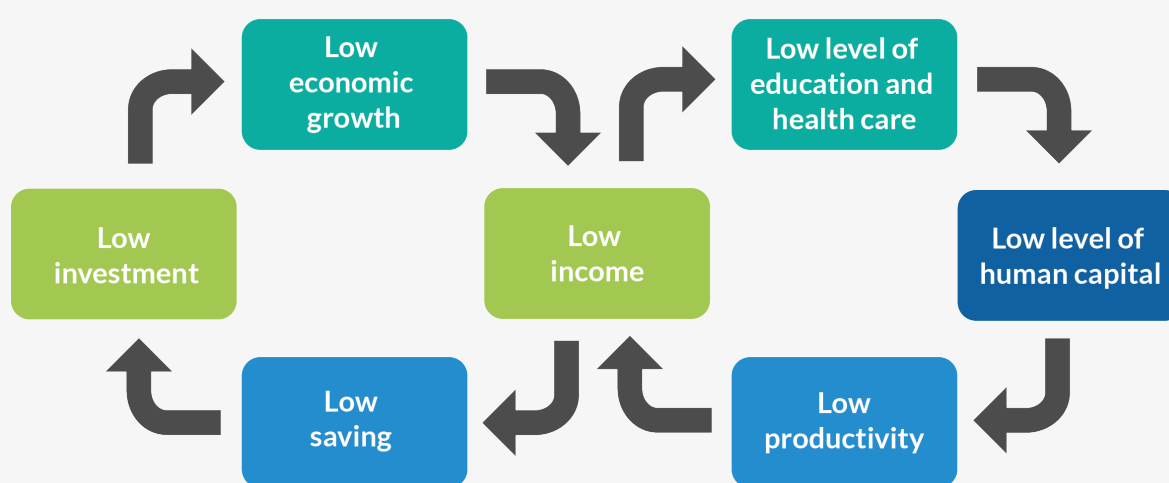 Low
economic
growth
Low level of
education and
health care
Low
investment
Low
income
Low level of
human capital
Low
saving
Low
productivity